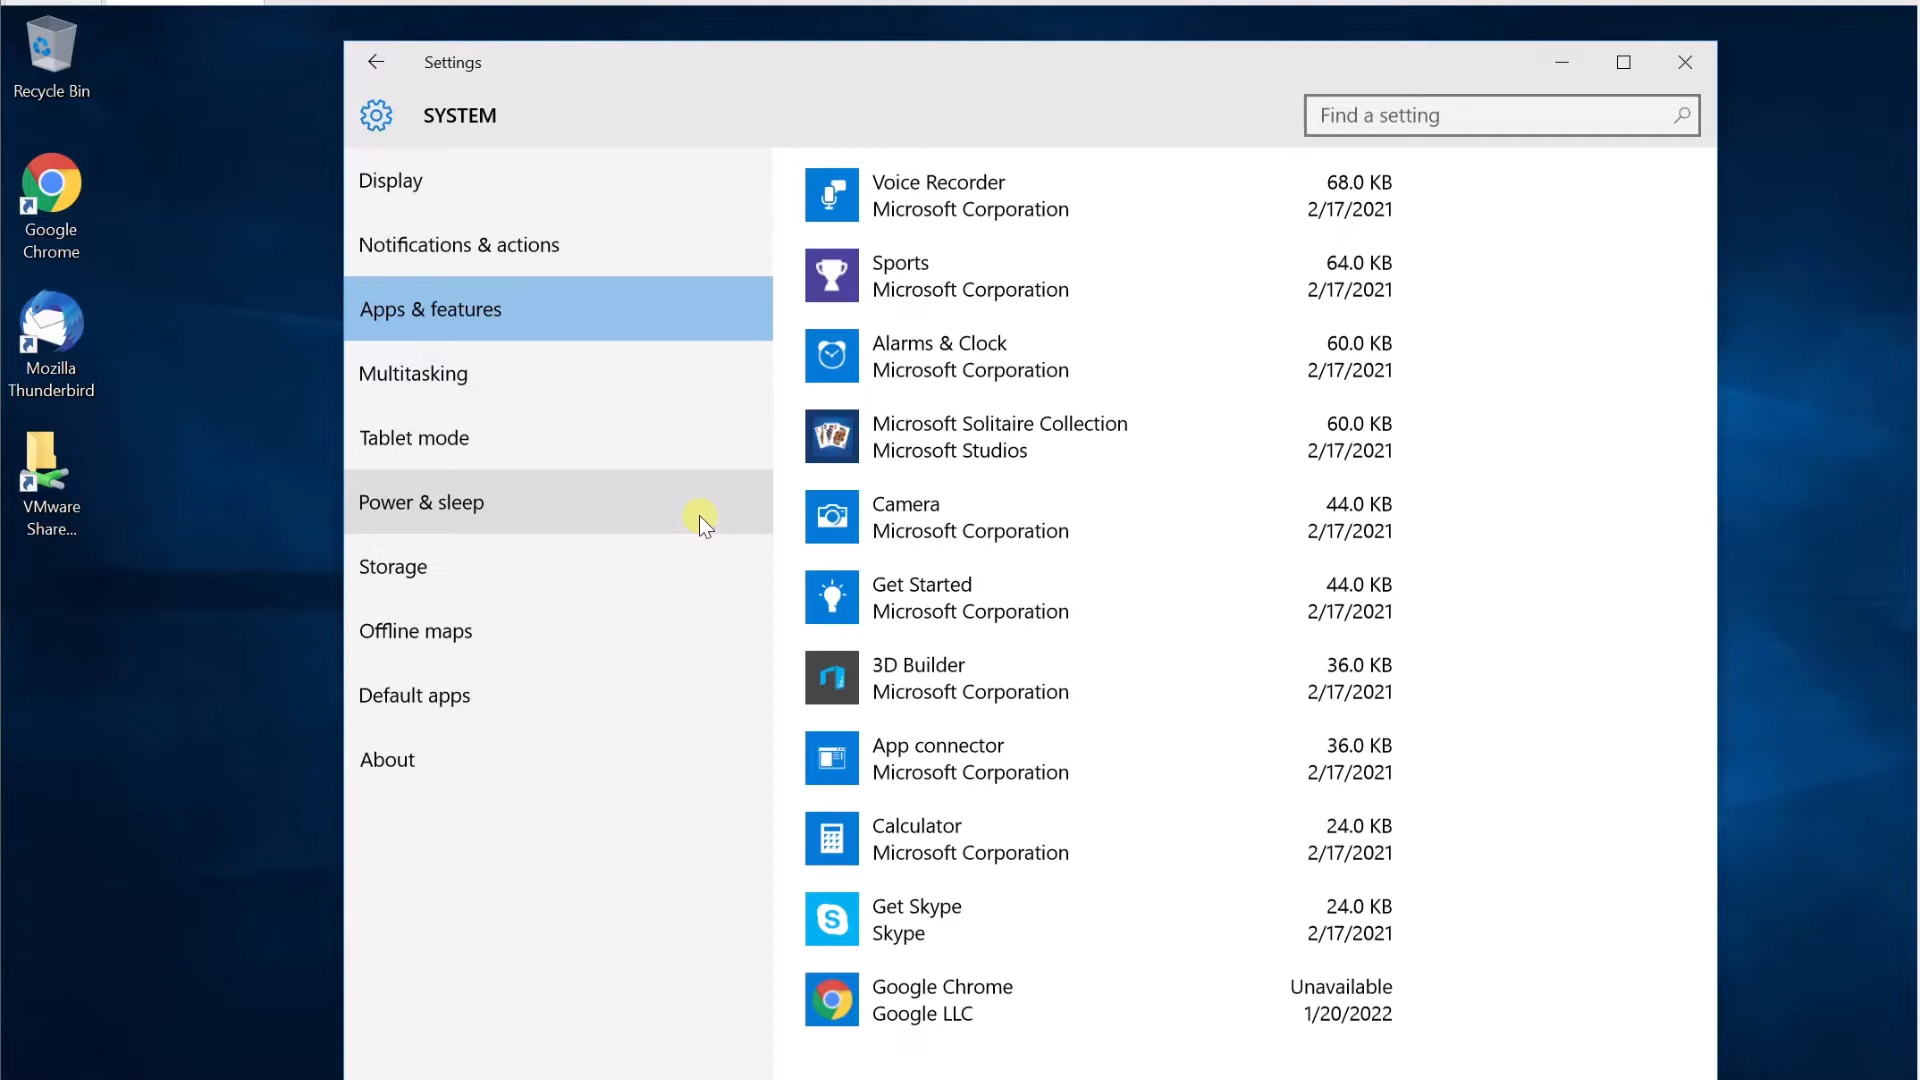 Recycle Bin
Google
Chrome
Mozilla
Thunderbird
VMware
Share...
Settings
SYSTEM
Find a setting
Display
Notifications & actions
Apps & features
Multitasking
Tablet mode
Power & sleep
Storage
Offline maps
Default apps
About
Voice Recorder 68.0 KB
Microsoft Corporation 2/17/2021
Sports 64.0 KB
Microsoft Corporation 2/17/2021
Alarms & Clock 60.0 KB
Microsoft Corporation 2/17/2021
Microsoft Solitaire Collection 60.0 KB
Microsoft Studios 2/17/2021
Camera 44.0 KB
Microsoft Corporation 2/17/2021
Get Started 44.0 KB
Microsoft Corporation 2/17/2021
3D Builder 36.0 KB
Microsoft Corporation 2/17/2021
App connector 36.0 KB
Microsoft Corporation 2/17/2021
Calculator 24.0 KB
Microsoft Corporation 2/17/2021
Get Skype 24.0 KB
Skype 2/17/2021
Google Chrome Unavailable
Google LLC 1/20/2022